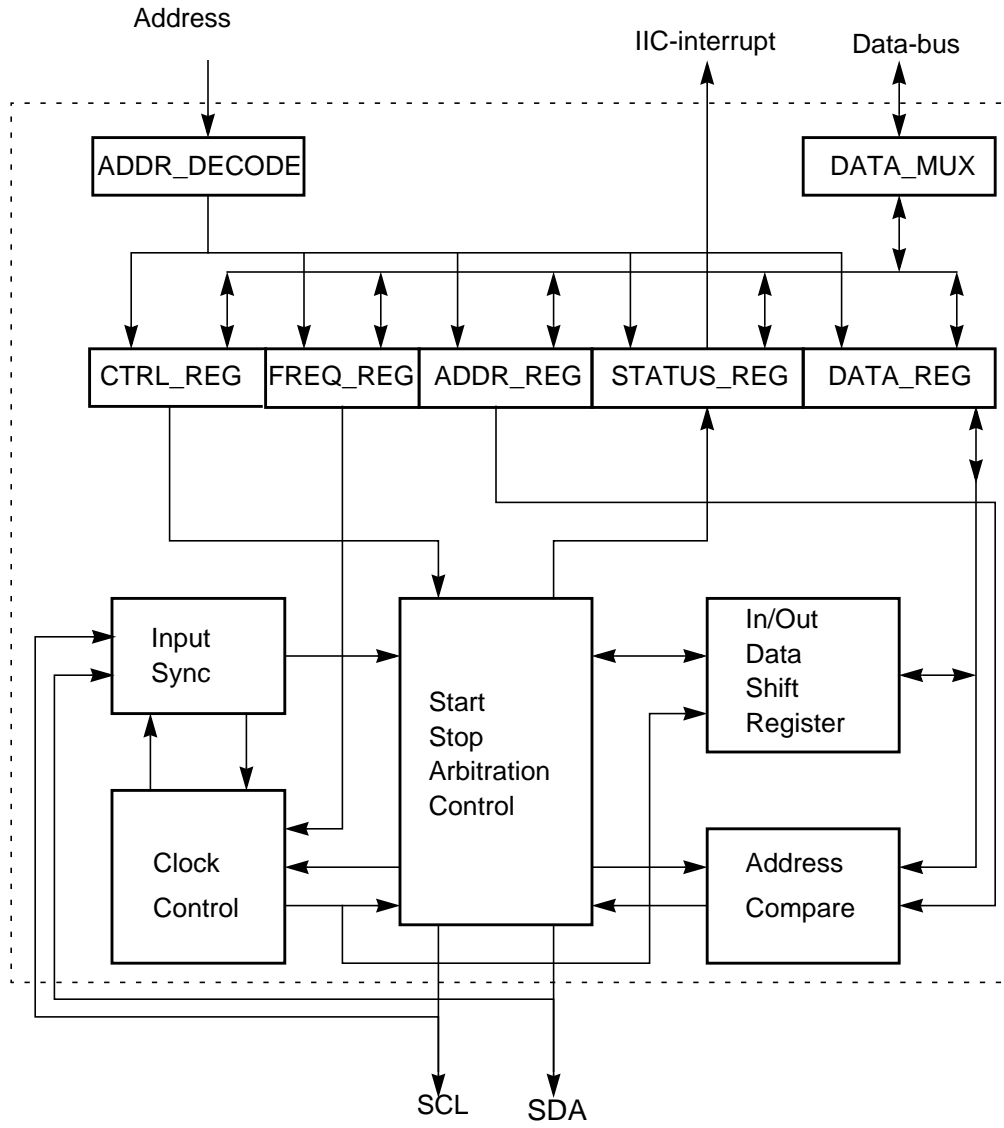 Address
IIC-interrupt
Data-bus
ADDR_DECODE
DATA_MUX
CTRL_REG
FREQ_REG
ADDR_REG
STATUS_REG
DATA_REG
Input
Sync
Start
Stop
Arbitration
Control
In/Out
Data
Shift
Register
Clock
Control
Address
Compare
SCL
SDA